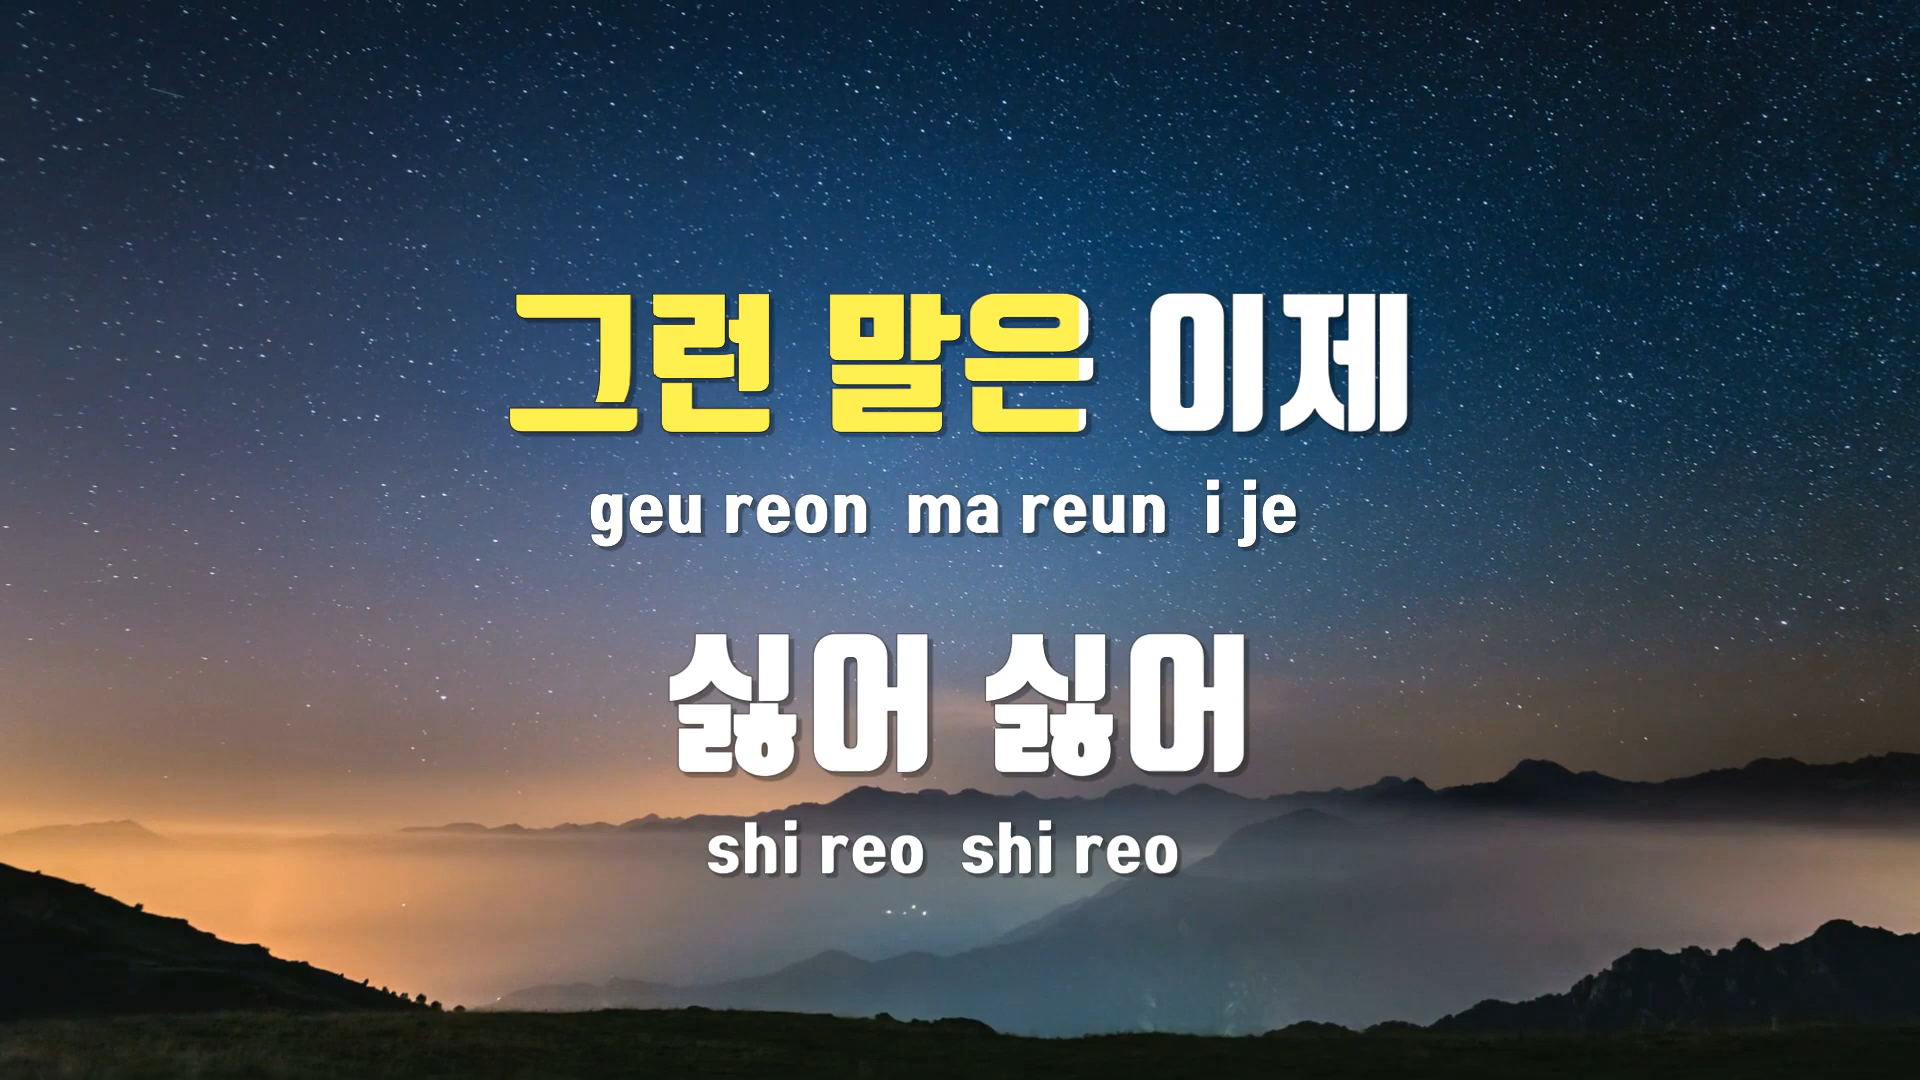 그런 말은 이제
geu reon ma reun i je
싫어 싫어
shi reo shi reo